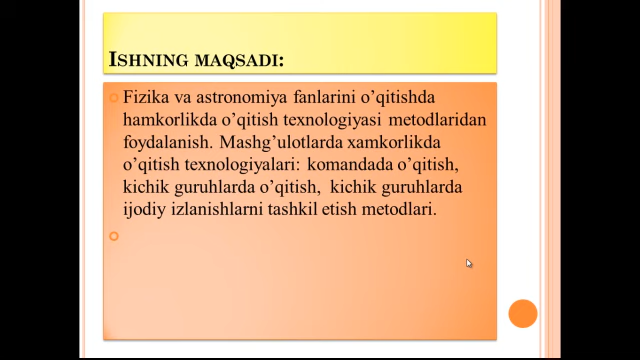 Ishning maqsadi:
Fizika va astronomiya fanlarini o’qitishda
hamkorlikda o’qitish texnologiyasi metodlaridan
foydalanish. Mashg’ulotlarda xamkorlikda
o’qitish texnologiyalari: komandada o’qitish,
kichik guruhlarda o’qitish, kichik guruhlarda
ijodiy izlanishlarni tashkil etish metodlari.